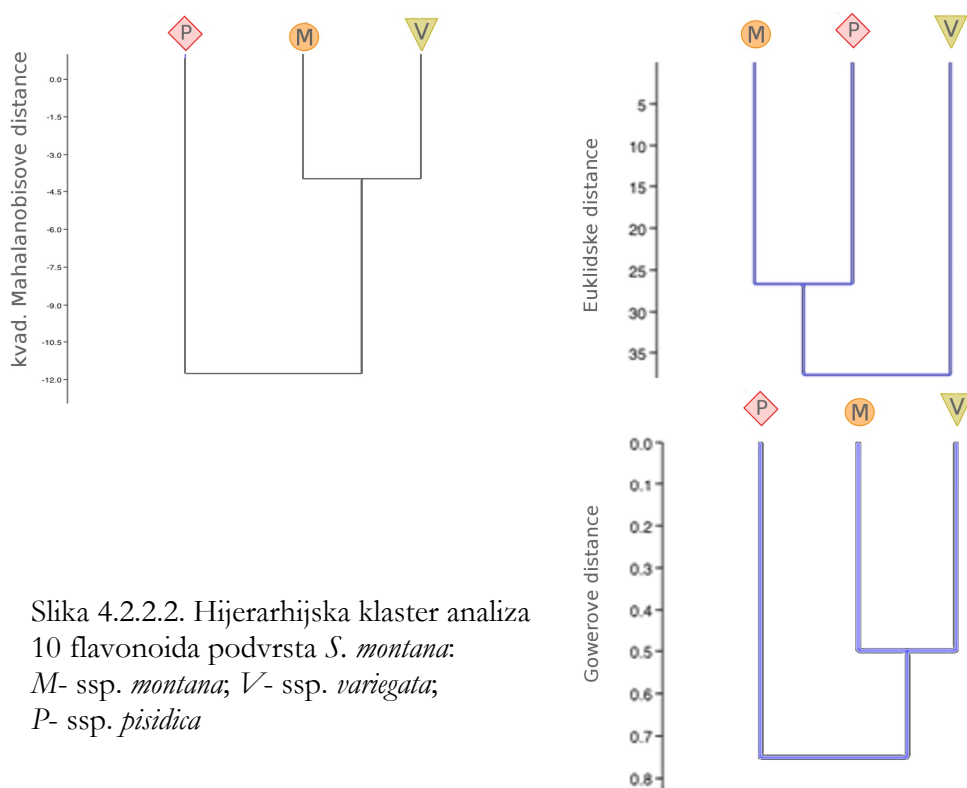 P
M
V
kvad. Mahalanobisove distance
0.0
-1.5
-3.0
-4.5
-6.0
-7.5
-9.0
-10.5
-12.0
M
P
V
Euklidske distance
5
10
15
20
25
30
35
P
M
V
Gowerove distance
0.0
0.1
0.2
0.3
0.4
0.5
0.6
0.7
0.8
Slika 4.2.2.2. Hijerarhijska klaster analiza
10 flavonoida podvrsta S. montana:
M- ssp. montana; V- ssp. variegata;
P- ssp. pisidica